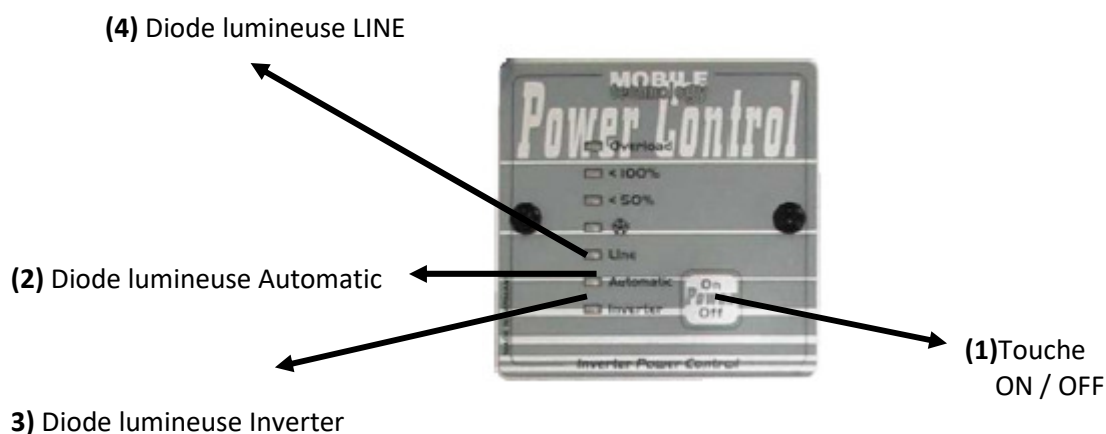 (4) Diode lumineuse LINE
MOBILE
technology
Power Control
Overload
< 100%
< 50%
Line
(2) Diode lumineuse Automatic
Automatic
On
Power
Off
Inverter
(1)Touche
ON / OFF
Inverter Power Control
3) Diode lumineuse Inverter